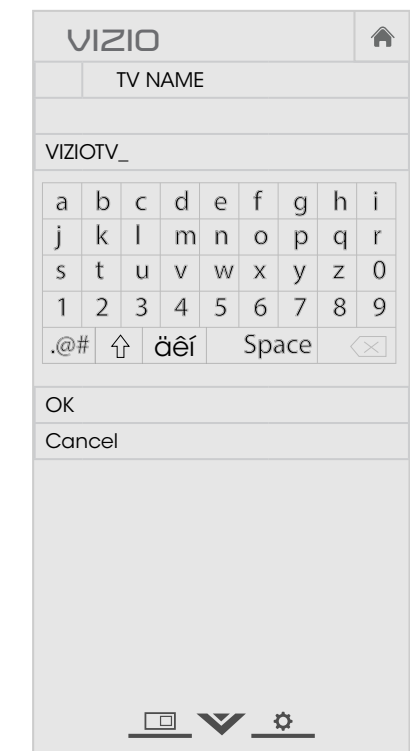 VIZIO
TV NAME
VIZIOTV_
a b c d e f g h i
j k l m n o p q r
s t u v w x y z 0
1 2 3 4 5 6 7 8 9
.@# äêí Space
OK
Cancel